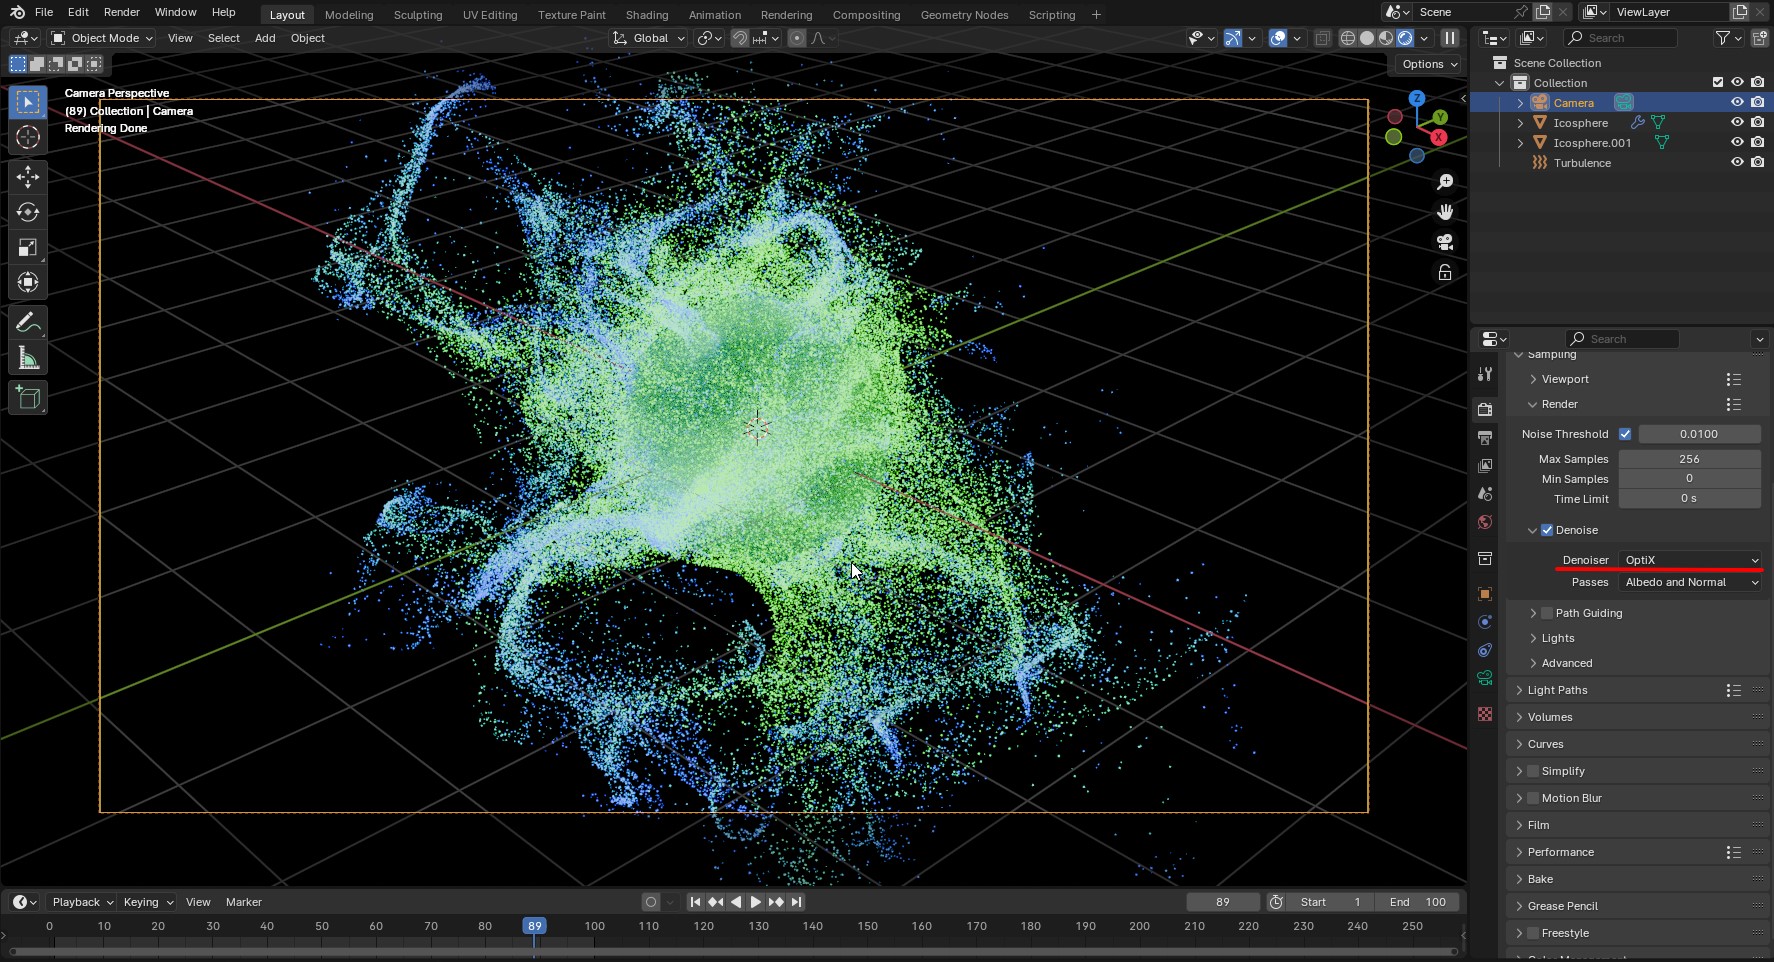 File Edit Render Window Help Layout Modeling Sculpting UV Editing Texture Paint Shading Animation Rendering Compositing Geometry Nodes Scripting + Scene ViewLayer
Object Mode View Select Add Object Global Search
Options
Camera Perspective
(89) Collection | Camera
Rendering Done
Z
Y
X
Scene Collection
Collection
Camera
Icosphere
Icosphere.001
Turbulence
Search
Sampling
Viewport
Render
Noise Threshold 0.0100
Max Samples 256
Min Samples 0
Time Limit 0 s
Denoise
Denoiser OptiX
Passes Albedo and Normal
Path Guiding
Lights
Advanced
Light Paths
Volumes
Curves
Simplify
Motion Blur
Film
Performance
Bake
Grease Pencil
Freestyle
Playback Keying View Marker 89 Start 1 End 100
0 10 20 30 40 50 60 70 80 89 100 110 120 130 140 150 160 170 180 190 200 210 220 230 240 250